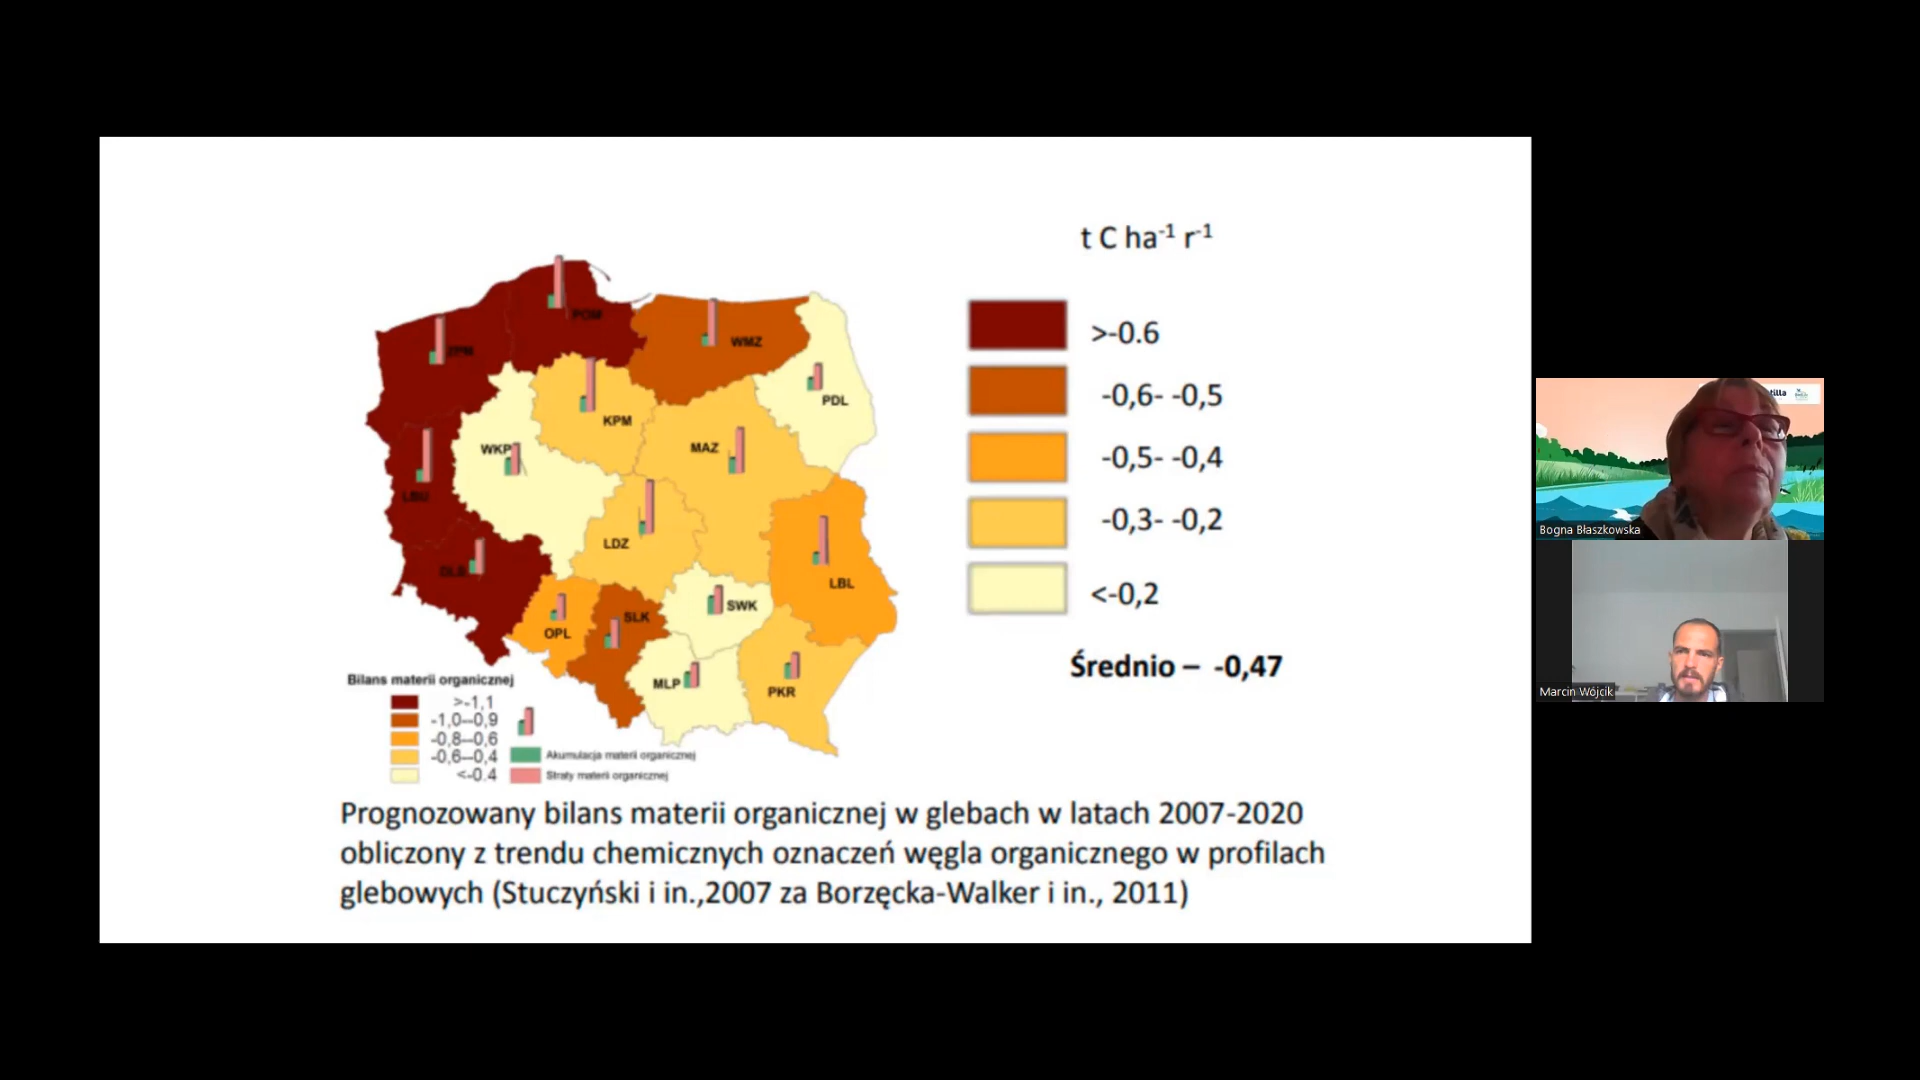 t C ha⁻¹ r⁻¹
>-0.6
-0,6- -0,5
-0,5- -0,4
-0,3- -0,2
<-0,2
Średnio – -0,47
POM
ZPM
WMZ
PDL
KPM
WKP
MAZ
LBU
LDZ
DLS
LBL
OPL
SLK
SWK
MLP
PKR
Bilans materii organicznej
>-1,1
-1,0--0,9
-0,8--0,6
-0,6--0,4
<-0.4
Akumulacja materii organicznej
Straty materii organicznej
Prognozowany bilans materii organicznej w glebach w latach 2007-2020
obliczony z trendu chemicznych oznaczeń węgla organicznego w profilach
glebowych (Stuczyński i in.,2007 za Borzęcka-Walker i in., 2011)
Bogna Błaszkowska
Marcin Wójcik